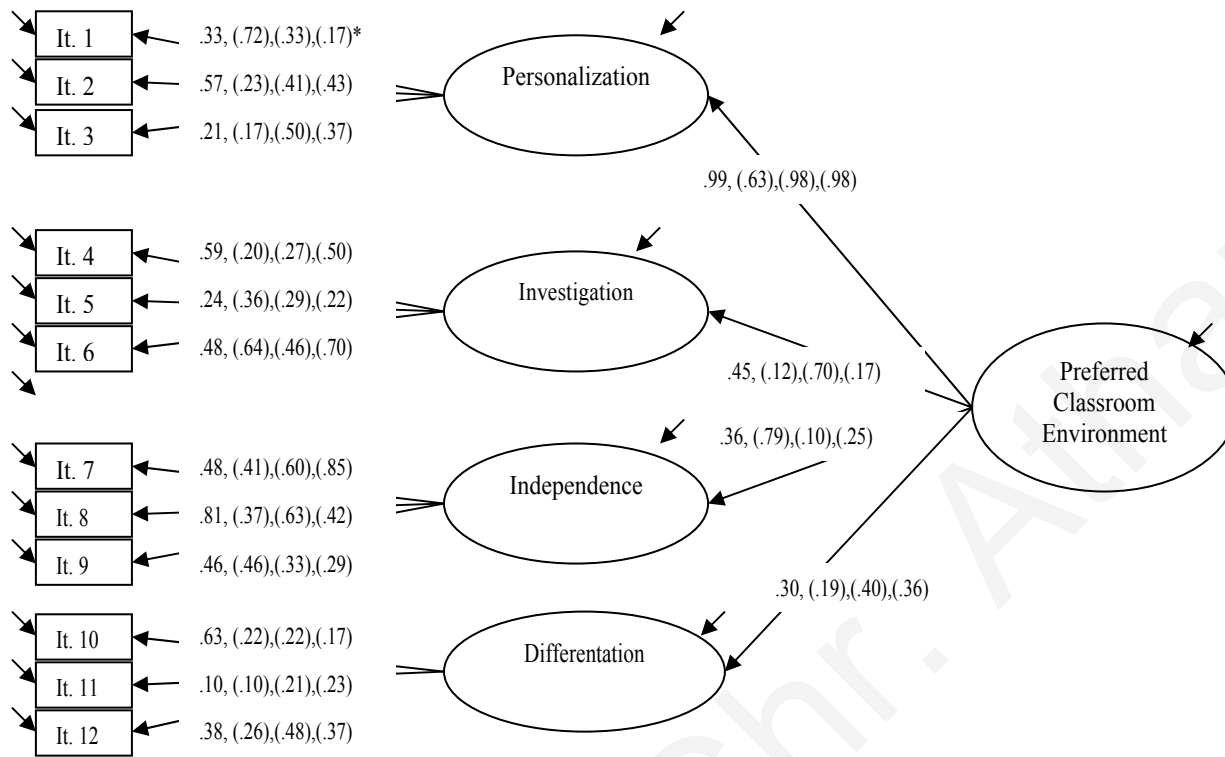 It. 1 .33, (.72),(.33),(.17)*
It. 2 .57, (.23),(.41),(.43)
It. 3 .21, (.17),(.50),(.37)
Personalization
.99, (.63),(.98),(.98)
It. 4 .59, (.20),(.27),(.50)
It. 5 .24, (.36),(.29),(.22)
It. 6 .48, (.64),(.46),(.70)
Investigation
.45, (.12),(.70),(.17)
Preferred
Classroom
Environment
It. 7 .48, (.41),(.60),(.85)
It. 8 .81, (.37),(.63),(.42)
It. 9 .46, (.46),(.33),(.29)
Independence
.36, (.79),(.10),(.25)
It. 10 .63, (.22),(.22),(.17)
It. 11 .10, (.10),(.21),(.23)
It. 12 .38, (.26),(.48),(.37)
Differentation
.30, (.19),(.40),(.36)